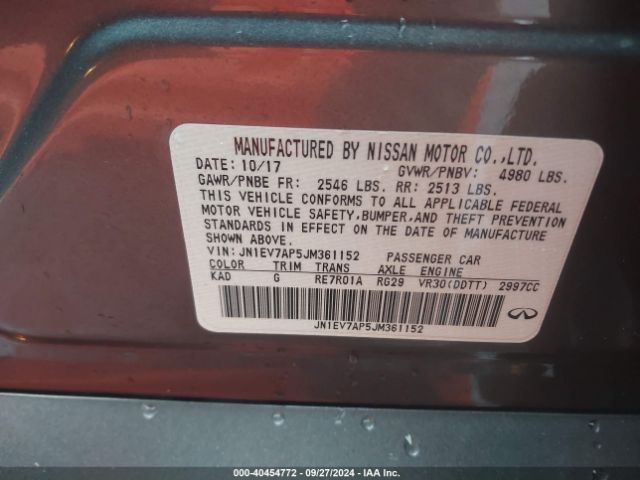 MANUFACTURED BY NISSAN MOTOR CO.,LTD.
DATE: 10/17 GVWR/PNBV: 4980 LBS.
GAWR/PNBE FR: 2546 LBS. RR: 2513 LBS.
THIS VEHICLE CONFORMS TO ALL APPLICABLE FEDERAL
MOTOR VEHICLE SAFETY,BUMPER,AND THEFT PREVENTION
STANDARDS IN EFFECT ON THE DATE OF MANUFACTURE
SHOWN ABOVE.
VIN: JN1EV7AP5JM361152 PASSENGER CAR
COLOR TRIM TRANS AXLE ENGINE
KAD G RE7R01A RG29 VR30(DDTT) 2997CC
JN1EV7AP5JM361152
000-40454772 - 09/27/2024 - IAA Inc.